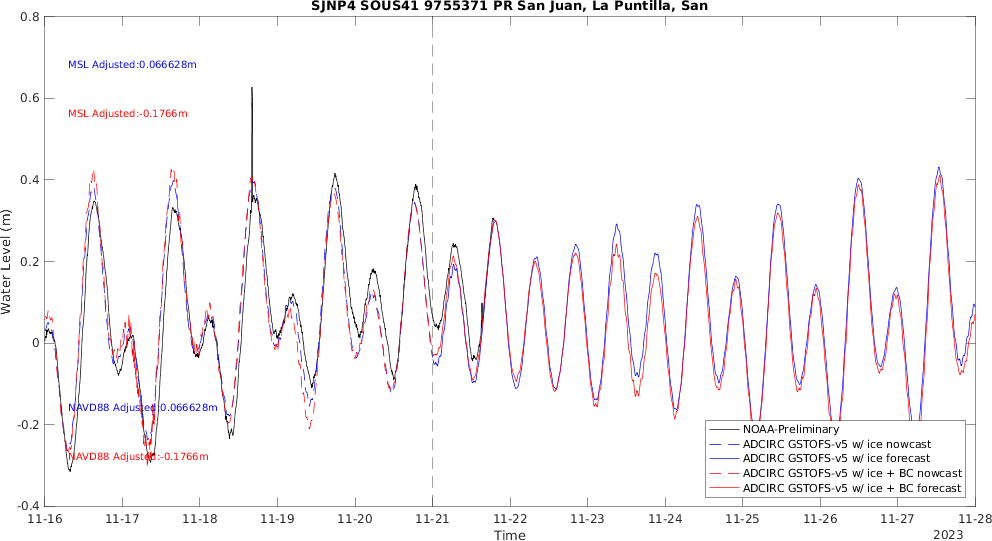 SJNP4 SOUS41 9755371 PR San Juan, La Puntilla, San
0.8
0.6
0.4
0.2
0
-0.2
-0.4
Water Level (m)
MSL Adjusted:0.066628m
MSL Adjusted:-0.1766m
NAVD88 Adjusted:0.066628m
NAVD88 Adjusted:-0.1766m
NOAA-Preliminary
ADCIRC GSTOFS-v5 w/ ice nowcast
ADCIRC GSTOFS-v5 w/ ice forecast
ADCIRC GSTOFS-v5 w/ ice + BC nowcast
ADCIRC GSTOFS-v5 w/ ice + BC forecast
11-16 11-17 11-18 11-19 11-20 11-21 11-22 11-23 11-24 11-25 11-26 11-27 11-28
Time
2023